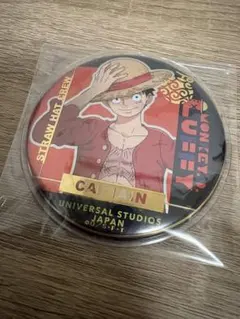 STRAW HAT CREW
MONKEY.D.
LUFFY
CAPTAIN
UNIVERSAL STUDIOS
JAPAN